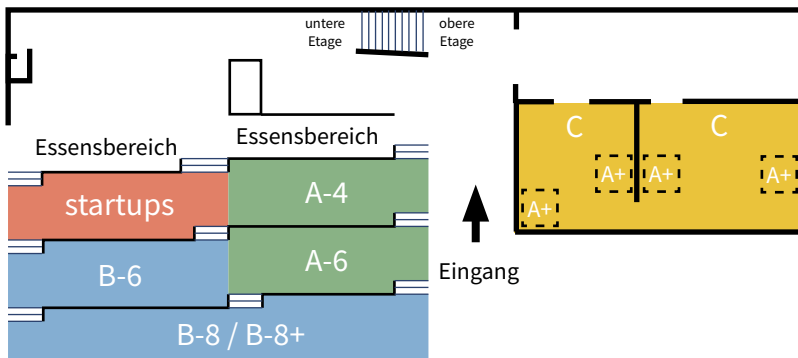 untere
Etage
obere
Etage
Essensbereich
Essensbereich
C
C
A+
A+
A+
A+
startups
A-4
B-6
A-6
Eingang
B-8 / B-8+